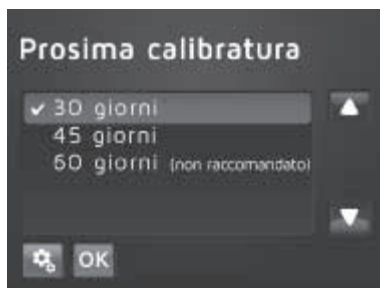 Prosima calibratura
30 giorni
45 giorni
60 giorni (non raccomandato)
OK